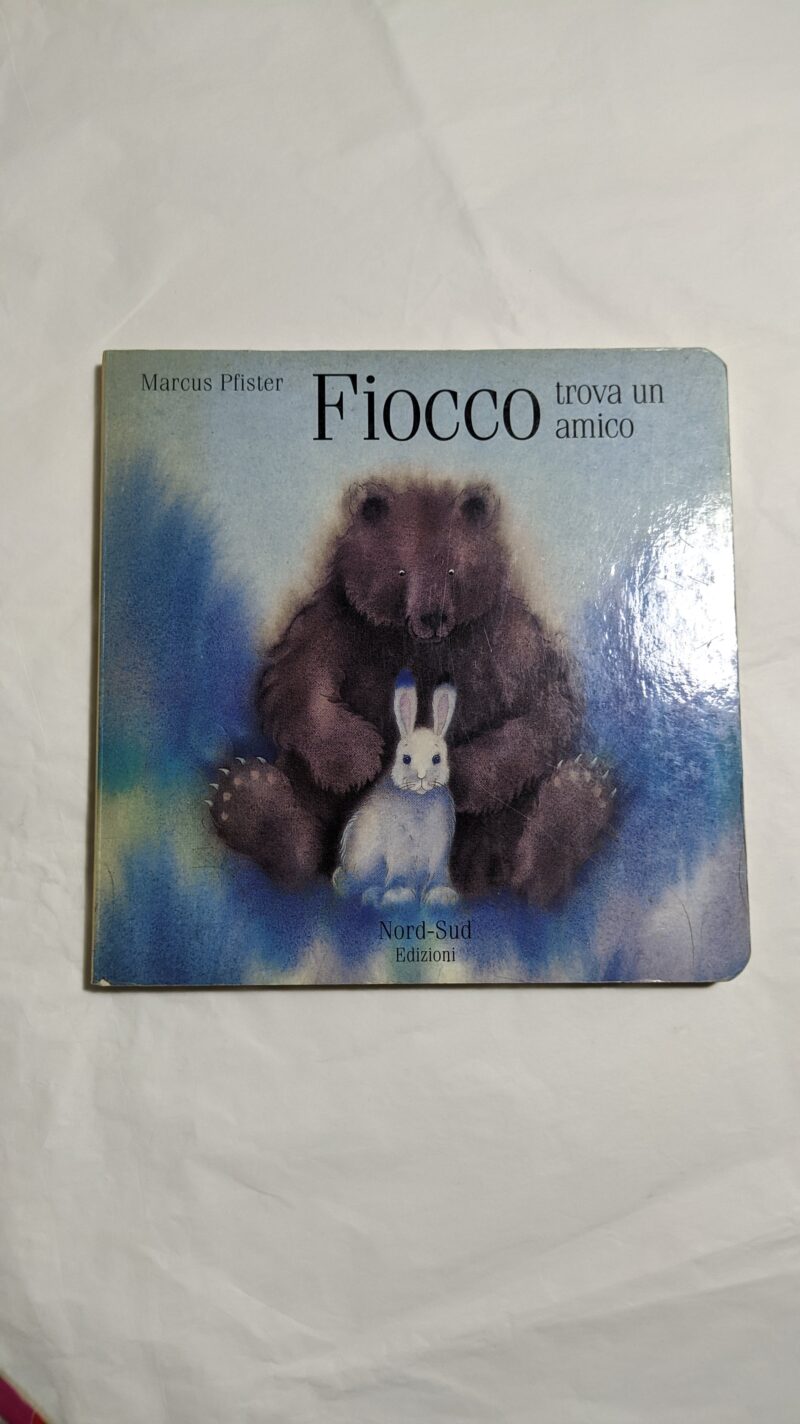 Marcus Pfister
Fiocco trova un
amico
Nord-Sud
Edizioni